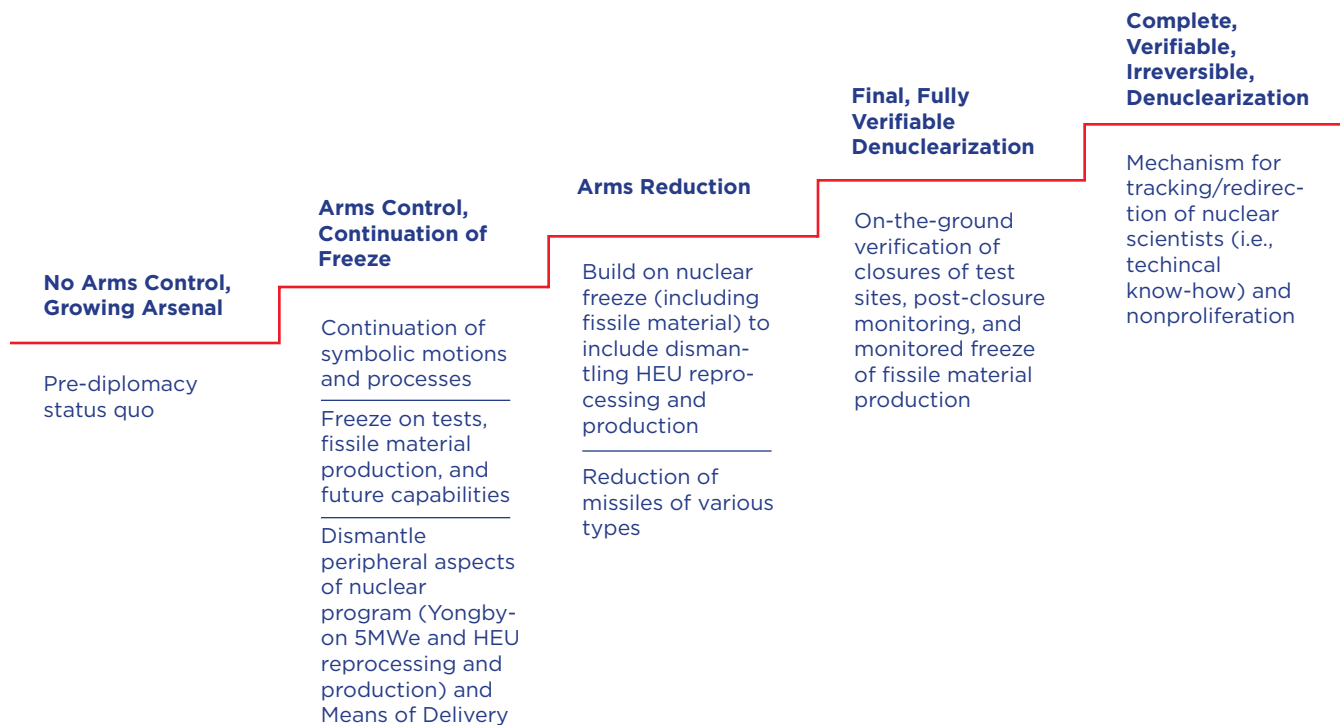 No Arms Control,
Growing Arsenal
Pre-diplomacy
status quo
Arms Control,
Continuation of
Freeze
Continuation of
symbolic motions
and processes
Freeze on tests,
fissile material
production, and
future capabilities
Dismantle
peripheral aspects
of nuclear
program (Yongby-
on 5MWe and HEU
reprocessing and
production) and
Means of Delivery
Arms Reduction
Build on nuclear
freeze (including
fissile material) to
include disman-
tling HEU repro-
cessing and
production
Reduction of
missiles of various
types
Final, Fully
Verifiable
Denuclearization
On-the-ground
verification of
closures of test
sites, post-closure
monitoring, and
monitored freeze
of fissile material
production
Complete,
Verifiable,
Irreversible,
Denuclearization
Mechanism for
tracking/redirec-
tion of nuclear
scientists (i.e.,
techincal
know-how) and
nonproliferation